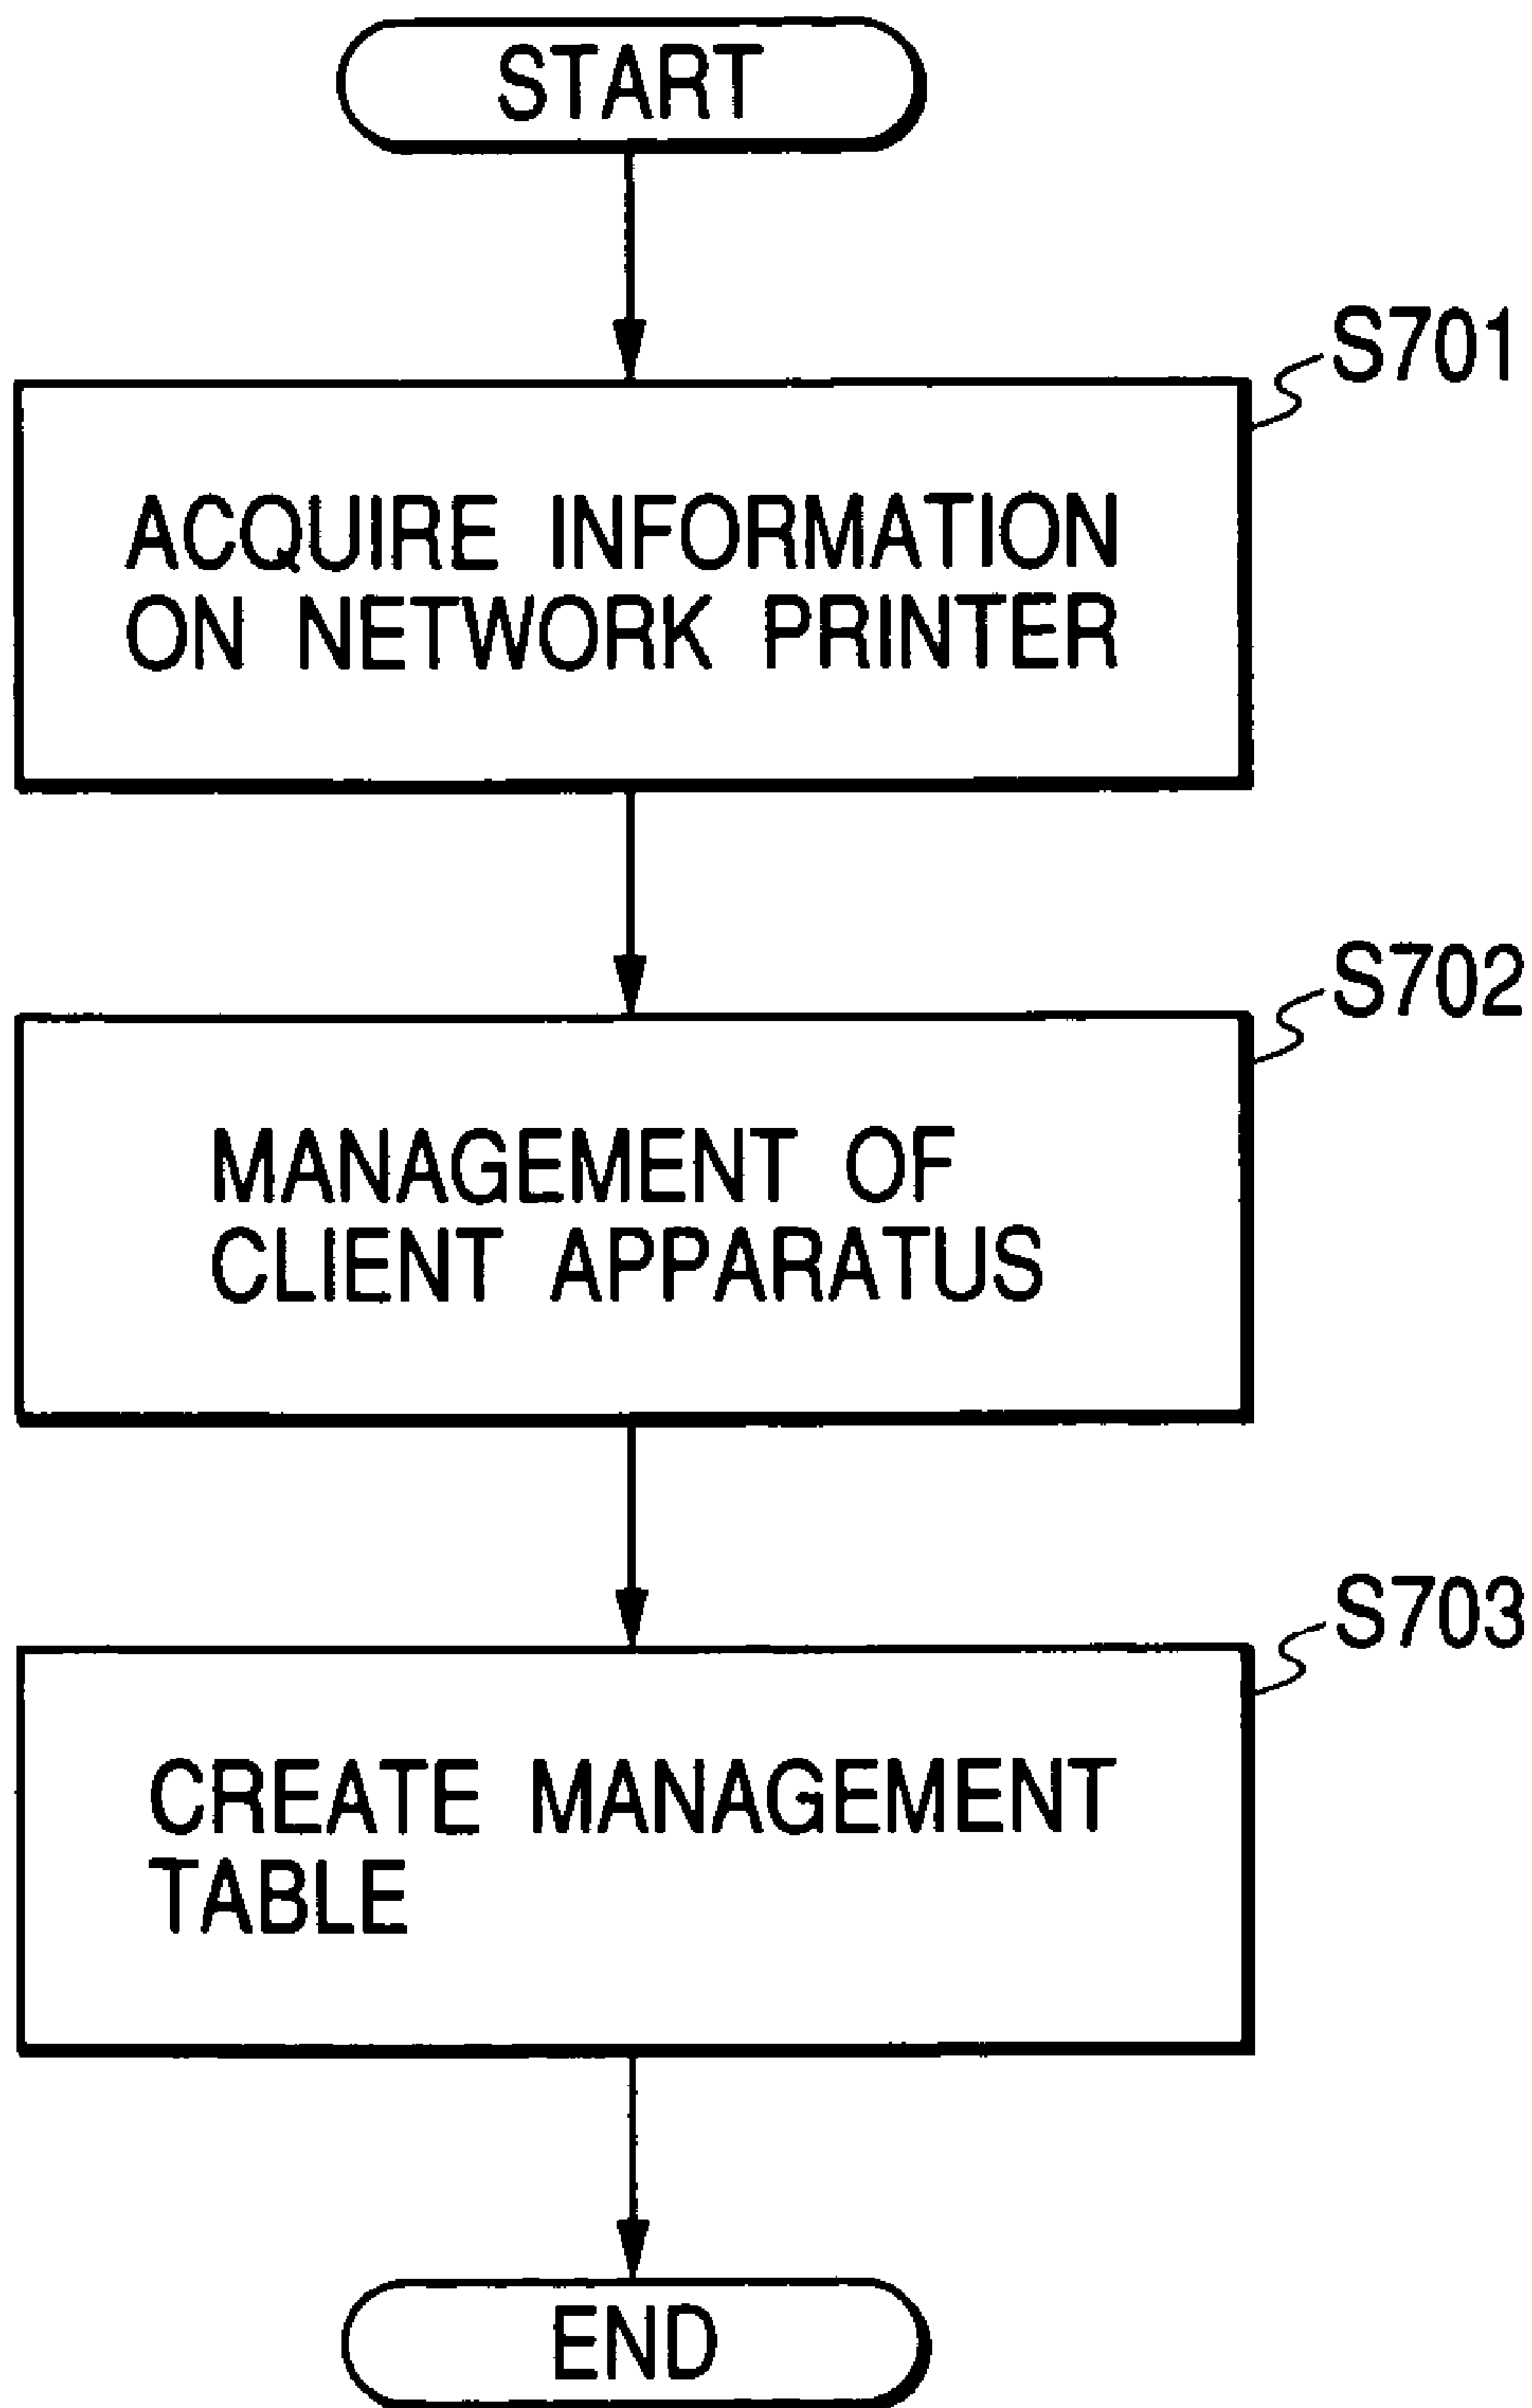 START
S701
ACQUIRE INFORMATION
ON NETWORK PRINTER
S702
MANAGEMENT OF
CLIENT APPARATUS
S703
CREATE MANAGEMENT
TABLE
END